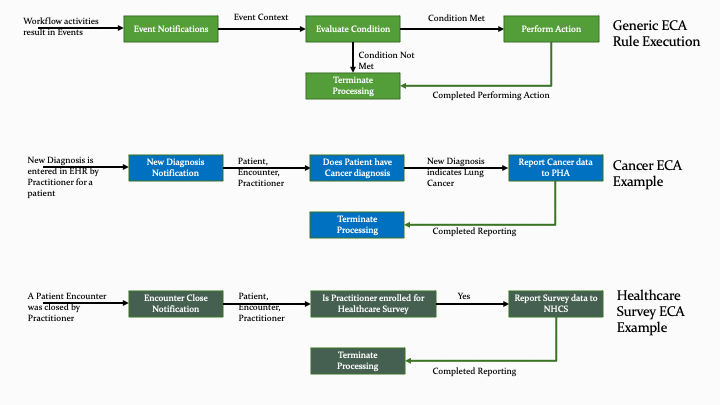 Workflow activities
result in Events
Event Notifications
Event Context
Evaluate Condition
Condition Met
Perform Action
Generic ECA
Rule Execution
Condition Not
Met
Terminate
Processing
Completed Performing Action
New Diagnosis is
entered in EHR by
Practitioner for a
patient
New Diagnosis
Notification
Patient,
Encounter,
Practitioner
Does Patient have
Cancer diagnosis
New Diagnosis
indicates Lung
Cancer
Report Cancer data
to PHA
Cancer ECA
Example
Terminate
Processing
Completed Reporting
A Patient Encounter
was closed by
Practitioner
Encounter Close
Notification
Patient,
Encounter,
Practitioner
Is Practitioner enrolled for
Healthcare Survey
Yes
Report Survey data to
NHCS
Healthcare
Survey ECA
Example
Terminate
Processing
Completed Reporting